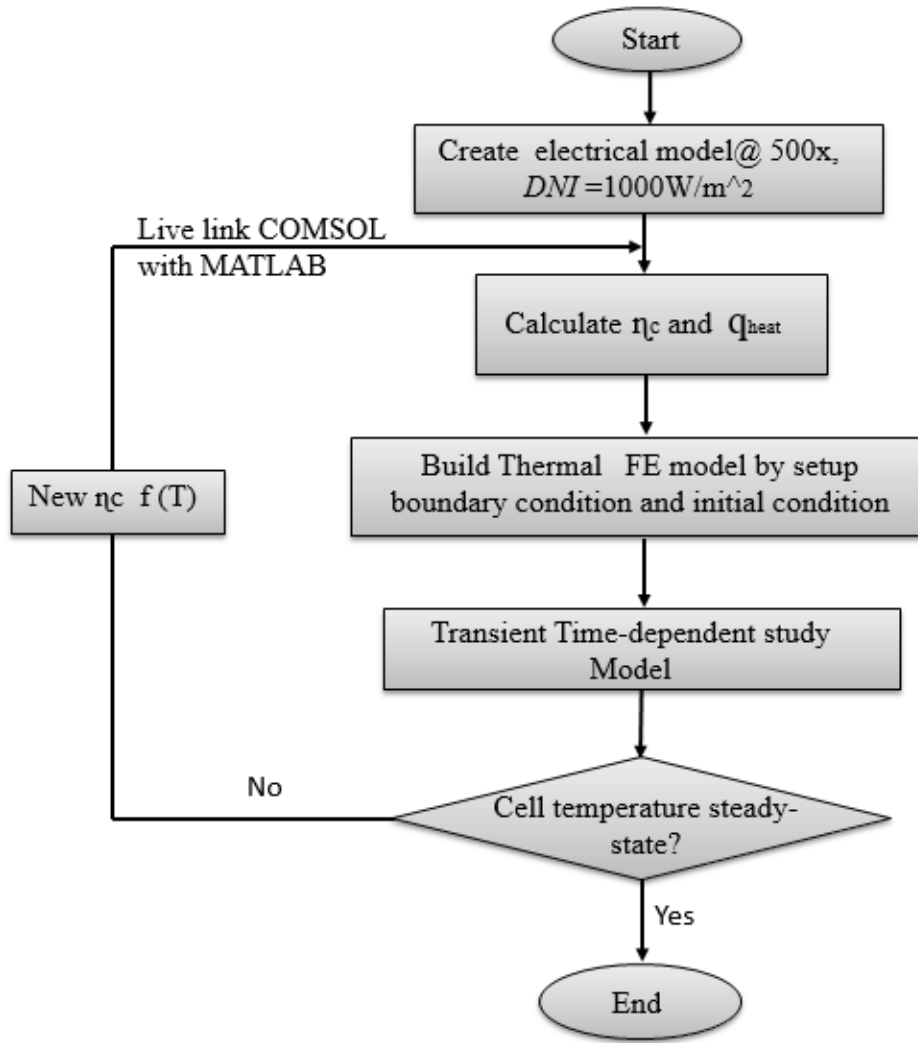 Start
Create electrical model@ 500x,
DNI =1000W/m^2
Live link COMSOL
with MATLAB
Calculate ηc and qheat
Build Thermal FE model by setup
boundary condition and initial condition
New ηc f (T)
Transient Time-dependent study
Model
No
Cell temperature steady-
state?
Yes
End